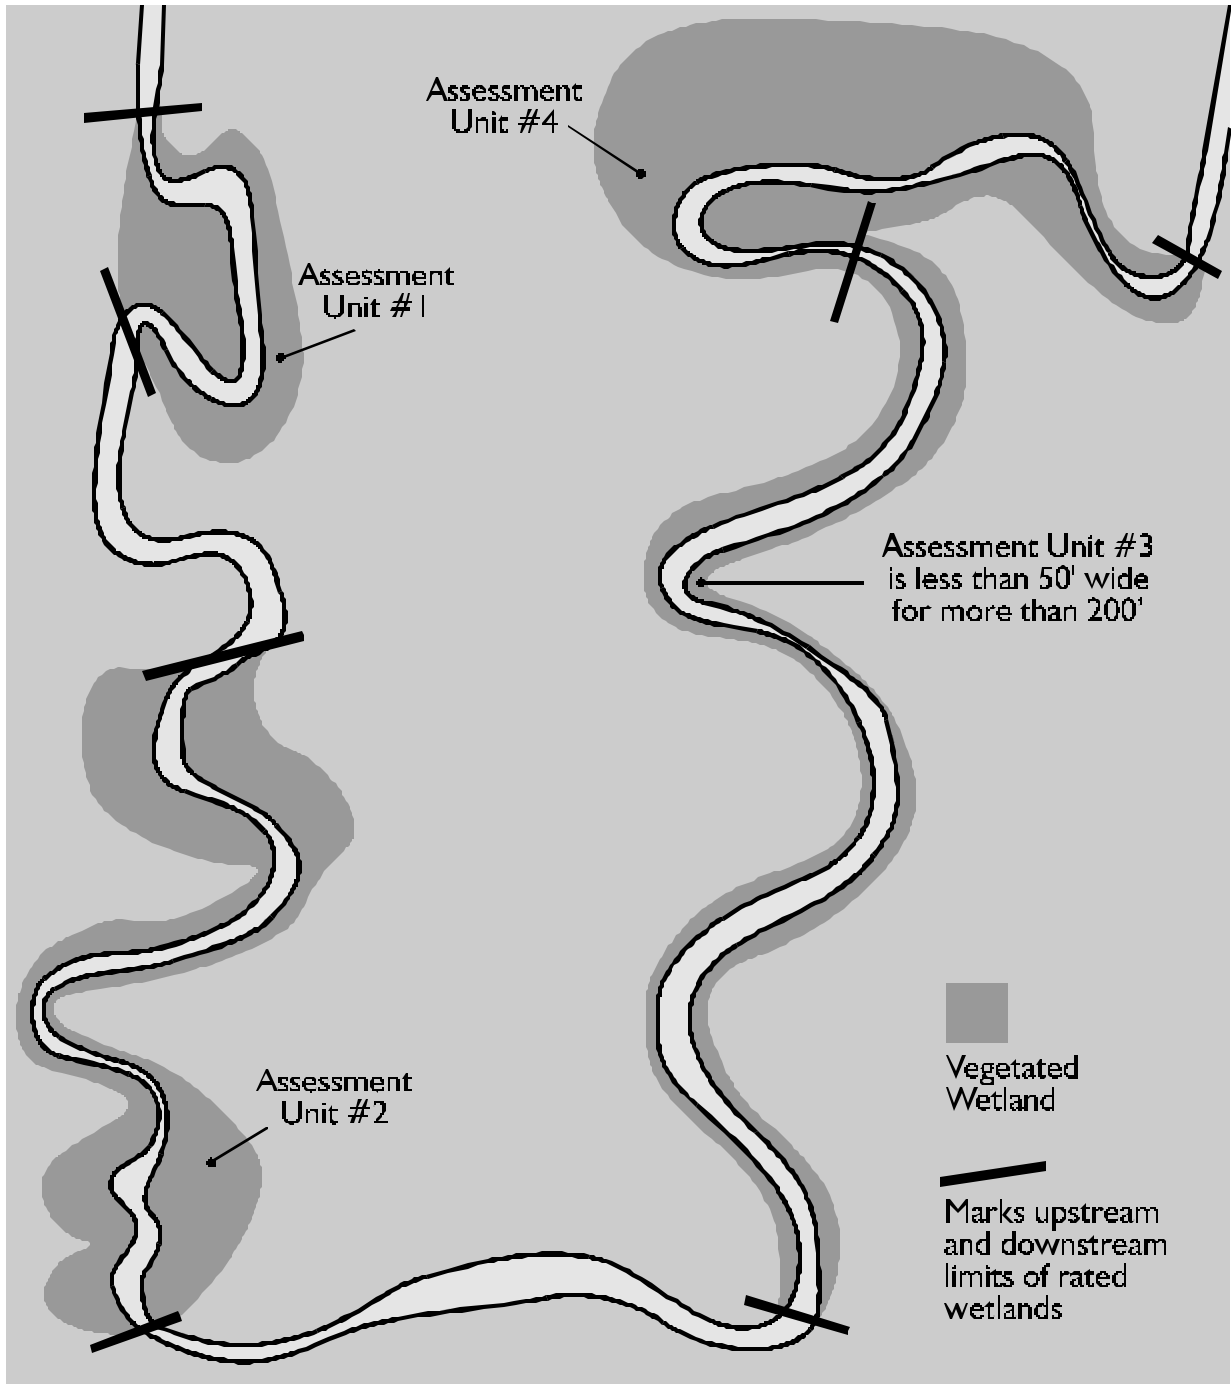 Assessment
Unit #4
Assessment
Unit #1
Assessment Unit #3
is less than 50' wide
for more than 200'
Assessment
Unit #2
Vegetated
Wetland
Marks upstream
and downstream
limits of rated
wetlands